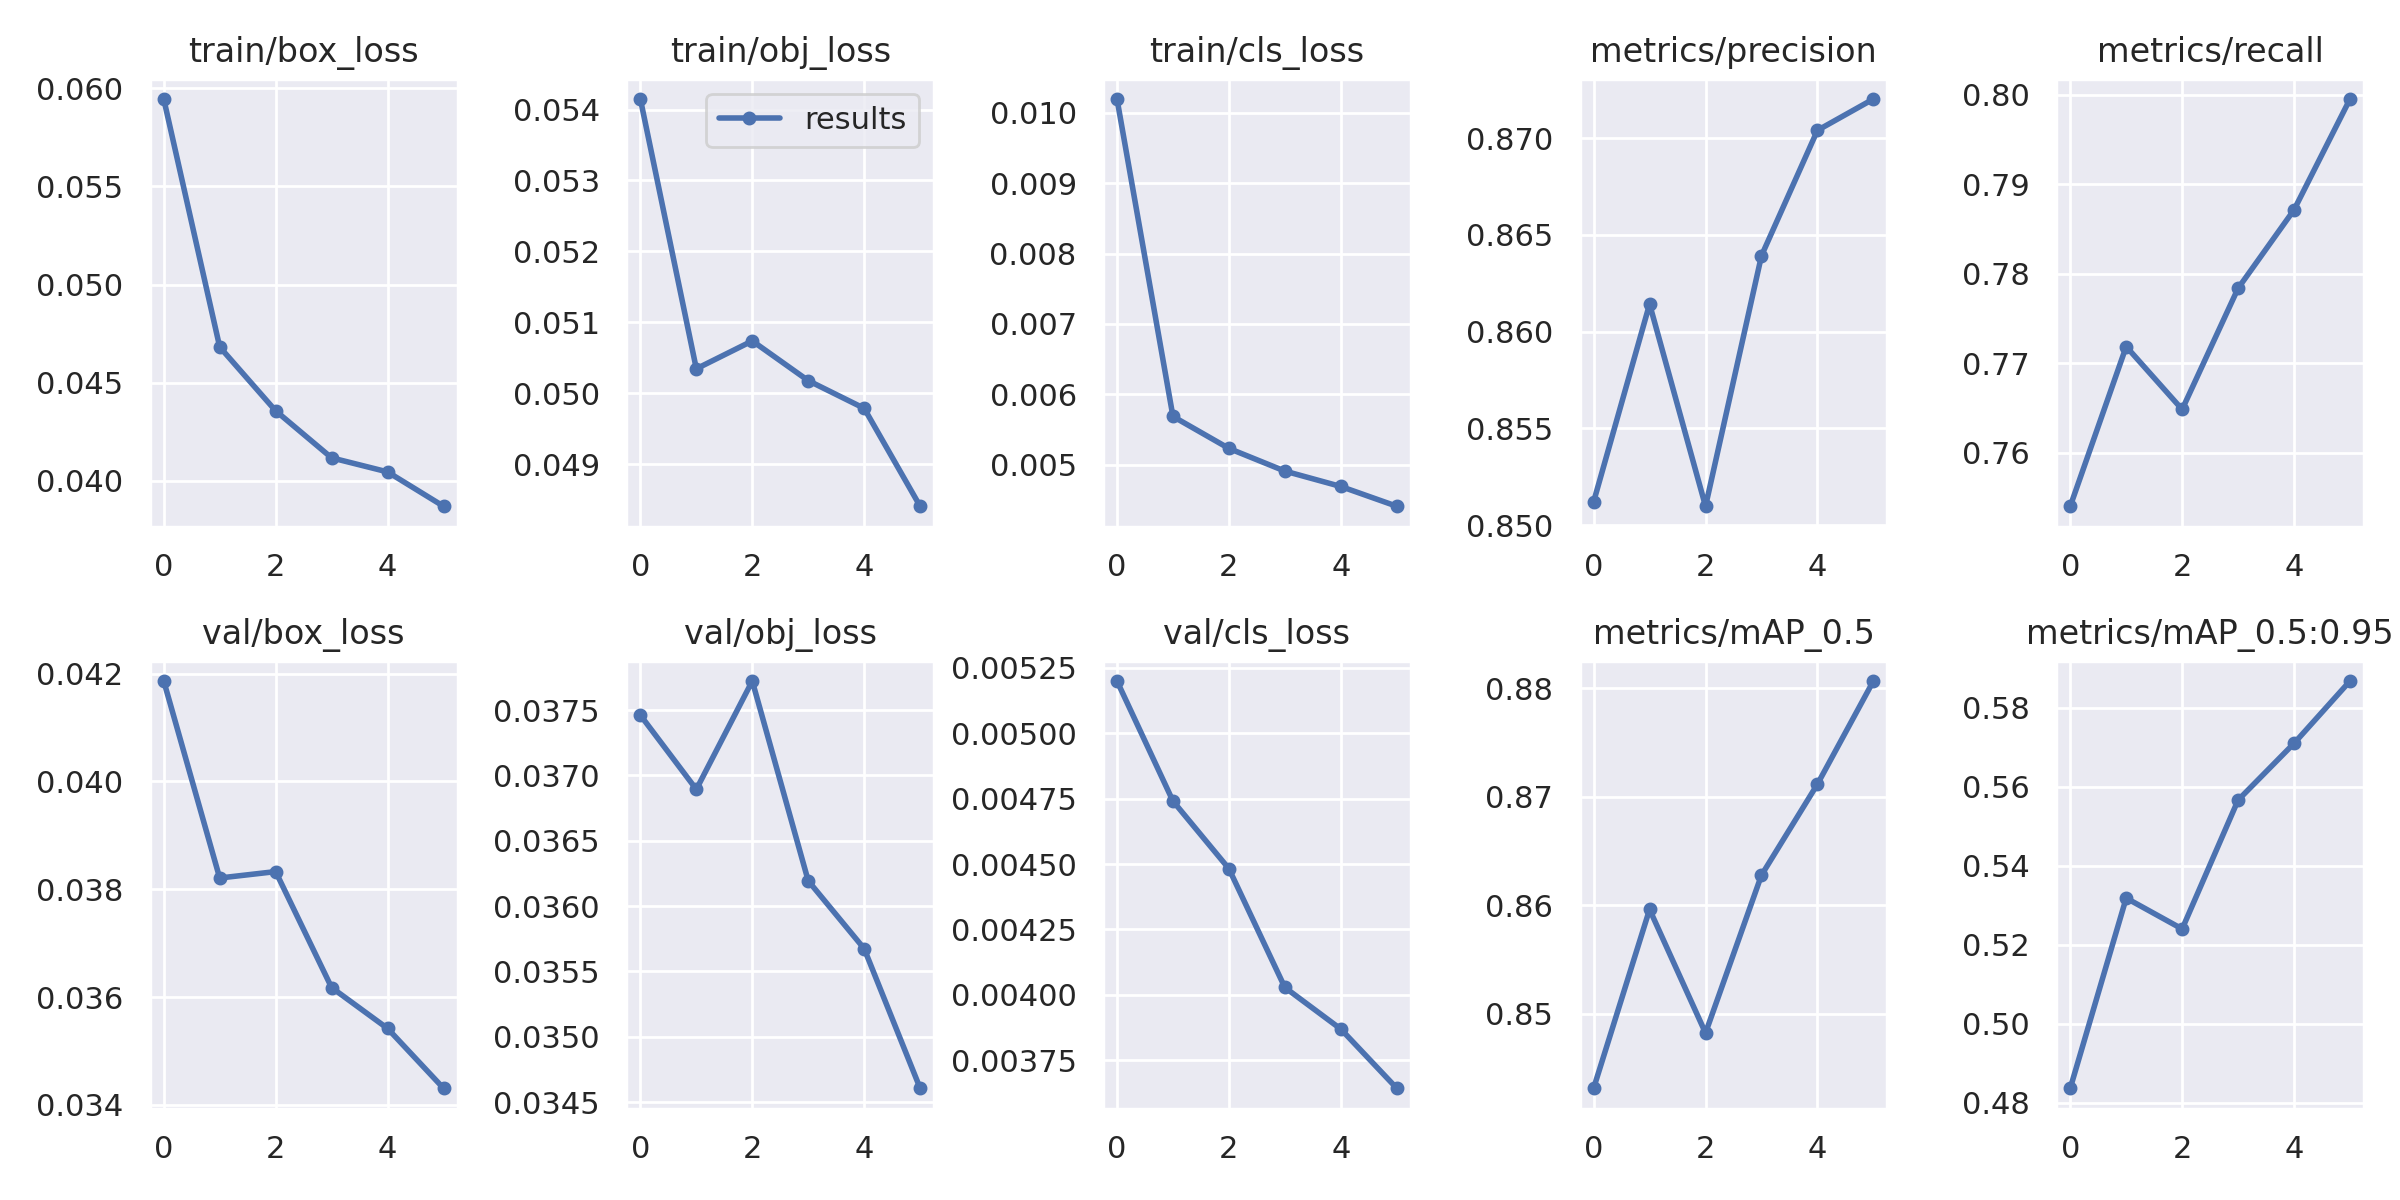 train/box_loss
0.060
0.055
0.050
0.045
0.040
0 2 4
train/obj_loss
results
0.054
0.053
0.052
0.051
0.050
0.049
0 2 4
train/cls_loss
0.010
0.009
0.008
0.007
0.006
0.005
0 2 4
metrics/precision
0.870
0.865
0.860
0.855
0.850
0 2 4
metrics/recall
0.80
0.79
0.78
0.77
0.76
0 2 4
val/box_loss
0.042
0.040
0.038
0.036
0.034
0 2 4
val/obj_loss
0.0375
0.0370
0.0365
0.0360
0.0355
0.0350
0.0345
0 2 4
val/cls_loss
0.00525
0.00500
0.00475
0.00450
0.00425
0.00400
0.00375
0 2 4
metrics/mAP_0.5
0.88
0.87
0.86
0.85
0 2 4
metrics/mAP_0.5:0.95
0.58
0.56
0.54
0.52
0.50
0.48
0 2 4